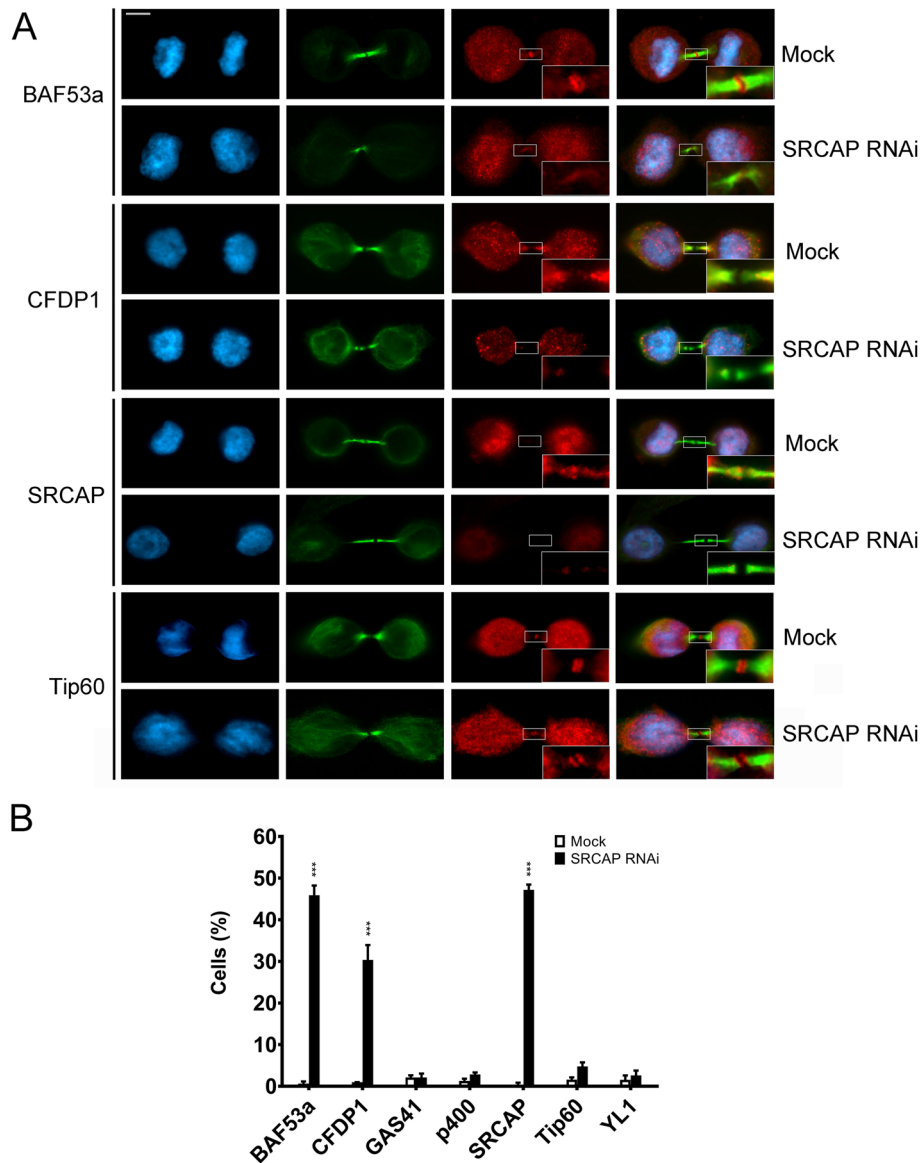 A
BAF53a
Mock
SRCAP RNAi
CFDP1
Mock
SRCAP RNAi
SRCAP
Mock
SRCAP RNAi
Tip60
Mock
SRCAP RNAi
B
Cells (%)
60
50
40
30
20
10
0
Mock
SRCAP RNAi
***
***
***
BAF53a
CFDP1
GAS41
p400
SRCAP
Tip60
YL1